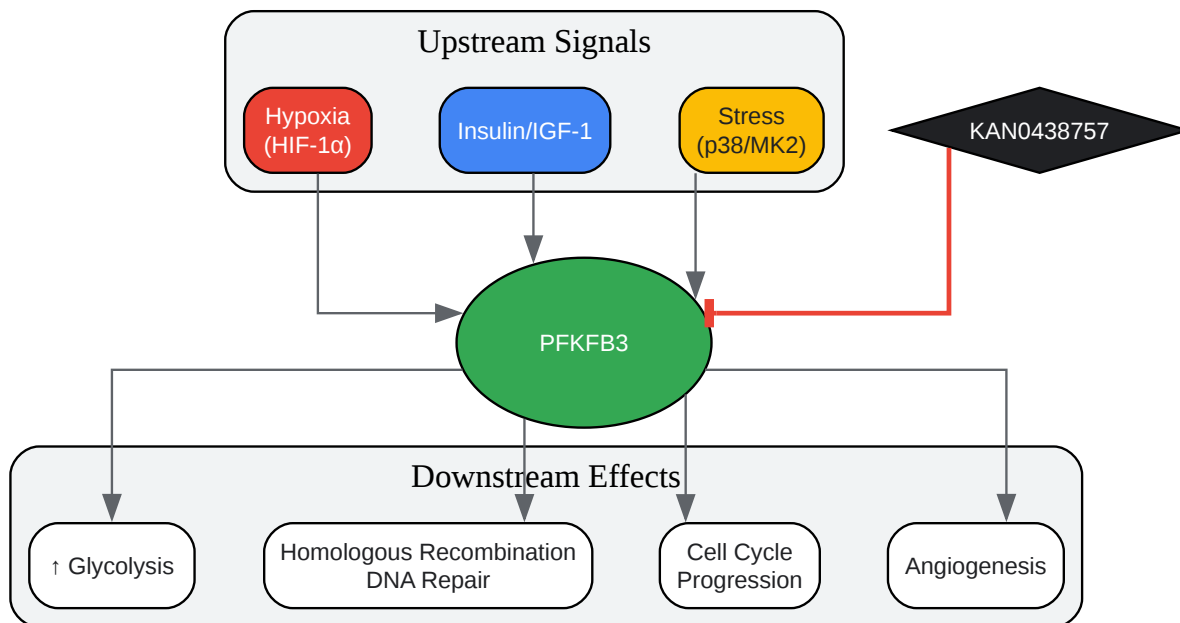 Upstream Signals
Hypoxia
(HIF-1α)
Insulin/IGF-1
Stress
(p38/MK2)
KAN0438757
PFKFB3
Downstream Effects
↑ Glycolysis
Homologous Recombination
DNA Repair
Cell Cycle
Progression
Angiogenesis